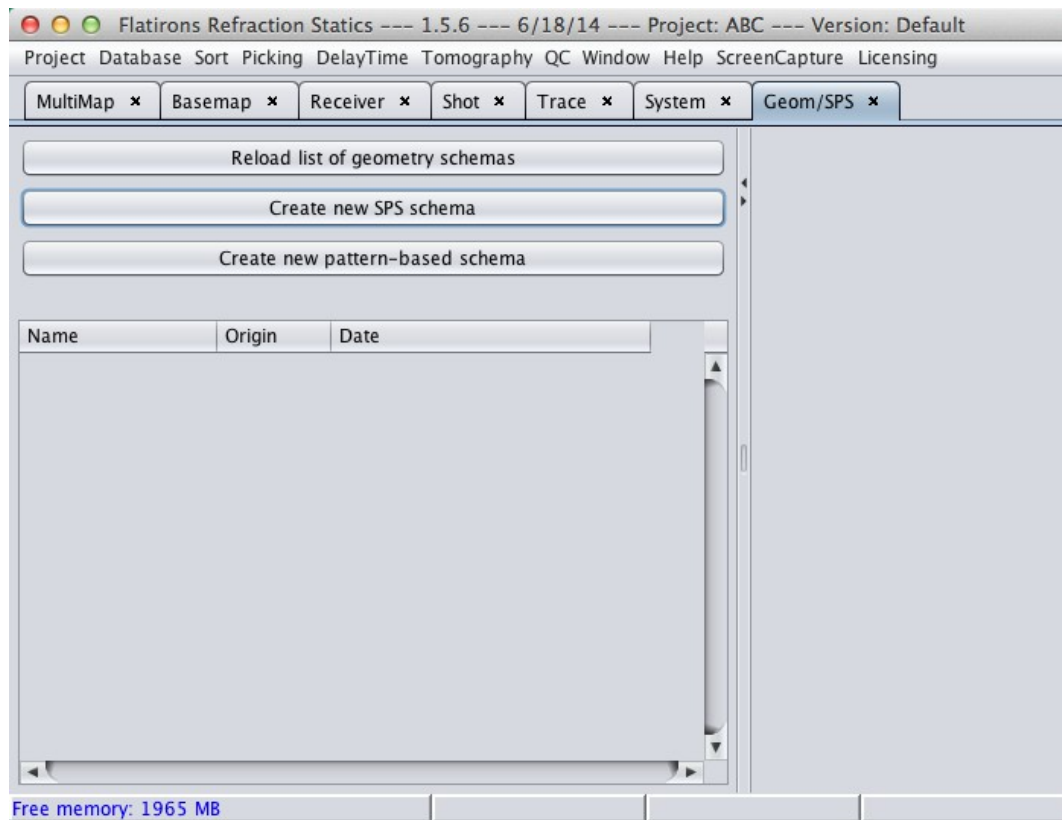 Flatirons Refraction Statics --- 1.5.6 --- 6/18/14 --- Project: ABC --- Version: Default
Project Database Sort Picking DelayTime Tomography QC Window Help ScreenCapture Licensing
MultiMap × Basemap × Receiver × Shot × Trace × System × Geom/SPS ×
Reload list of geometry schemas
Create new SPS schema
Create new pattern-based schema
Name Origin Date
Free memory: 1965 MB